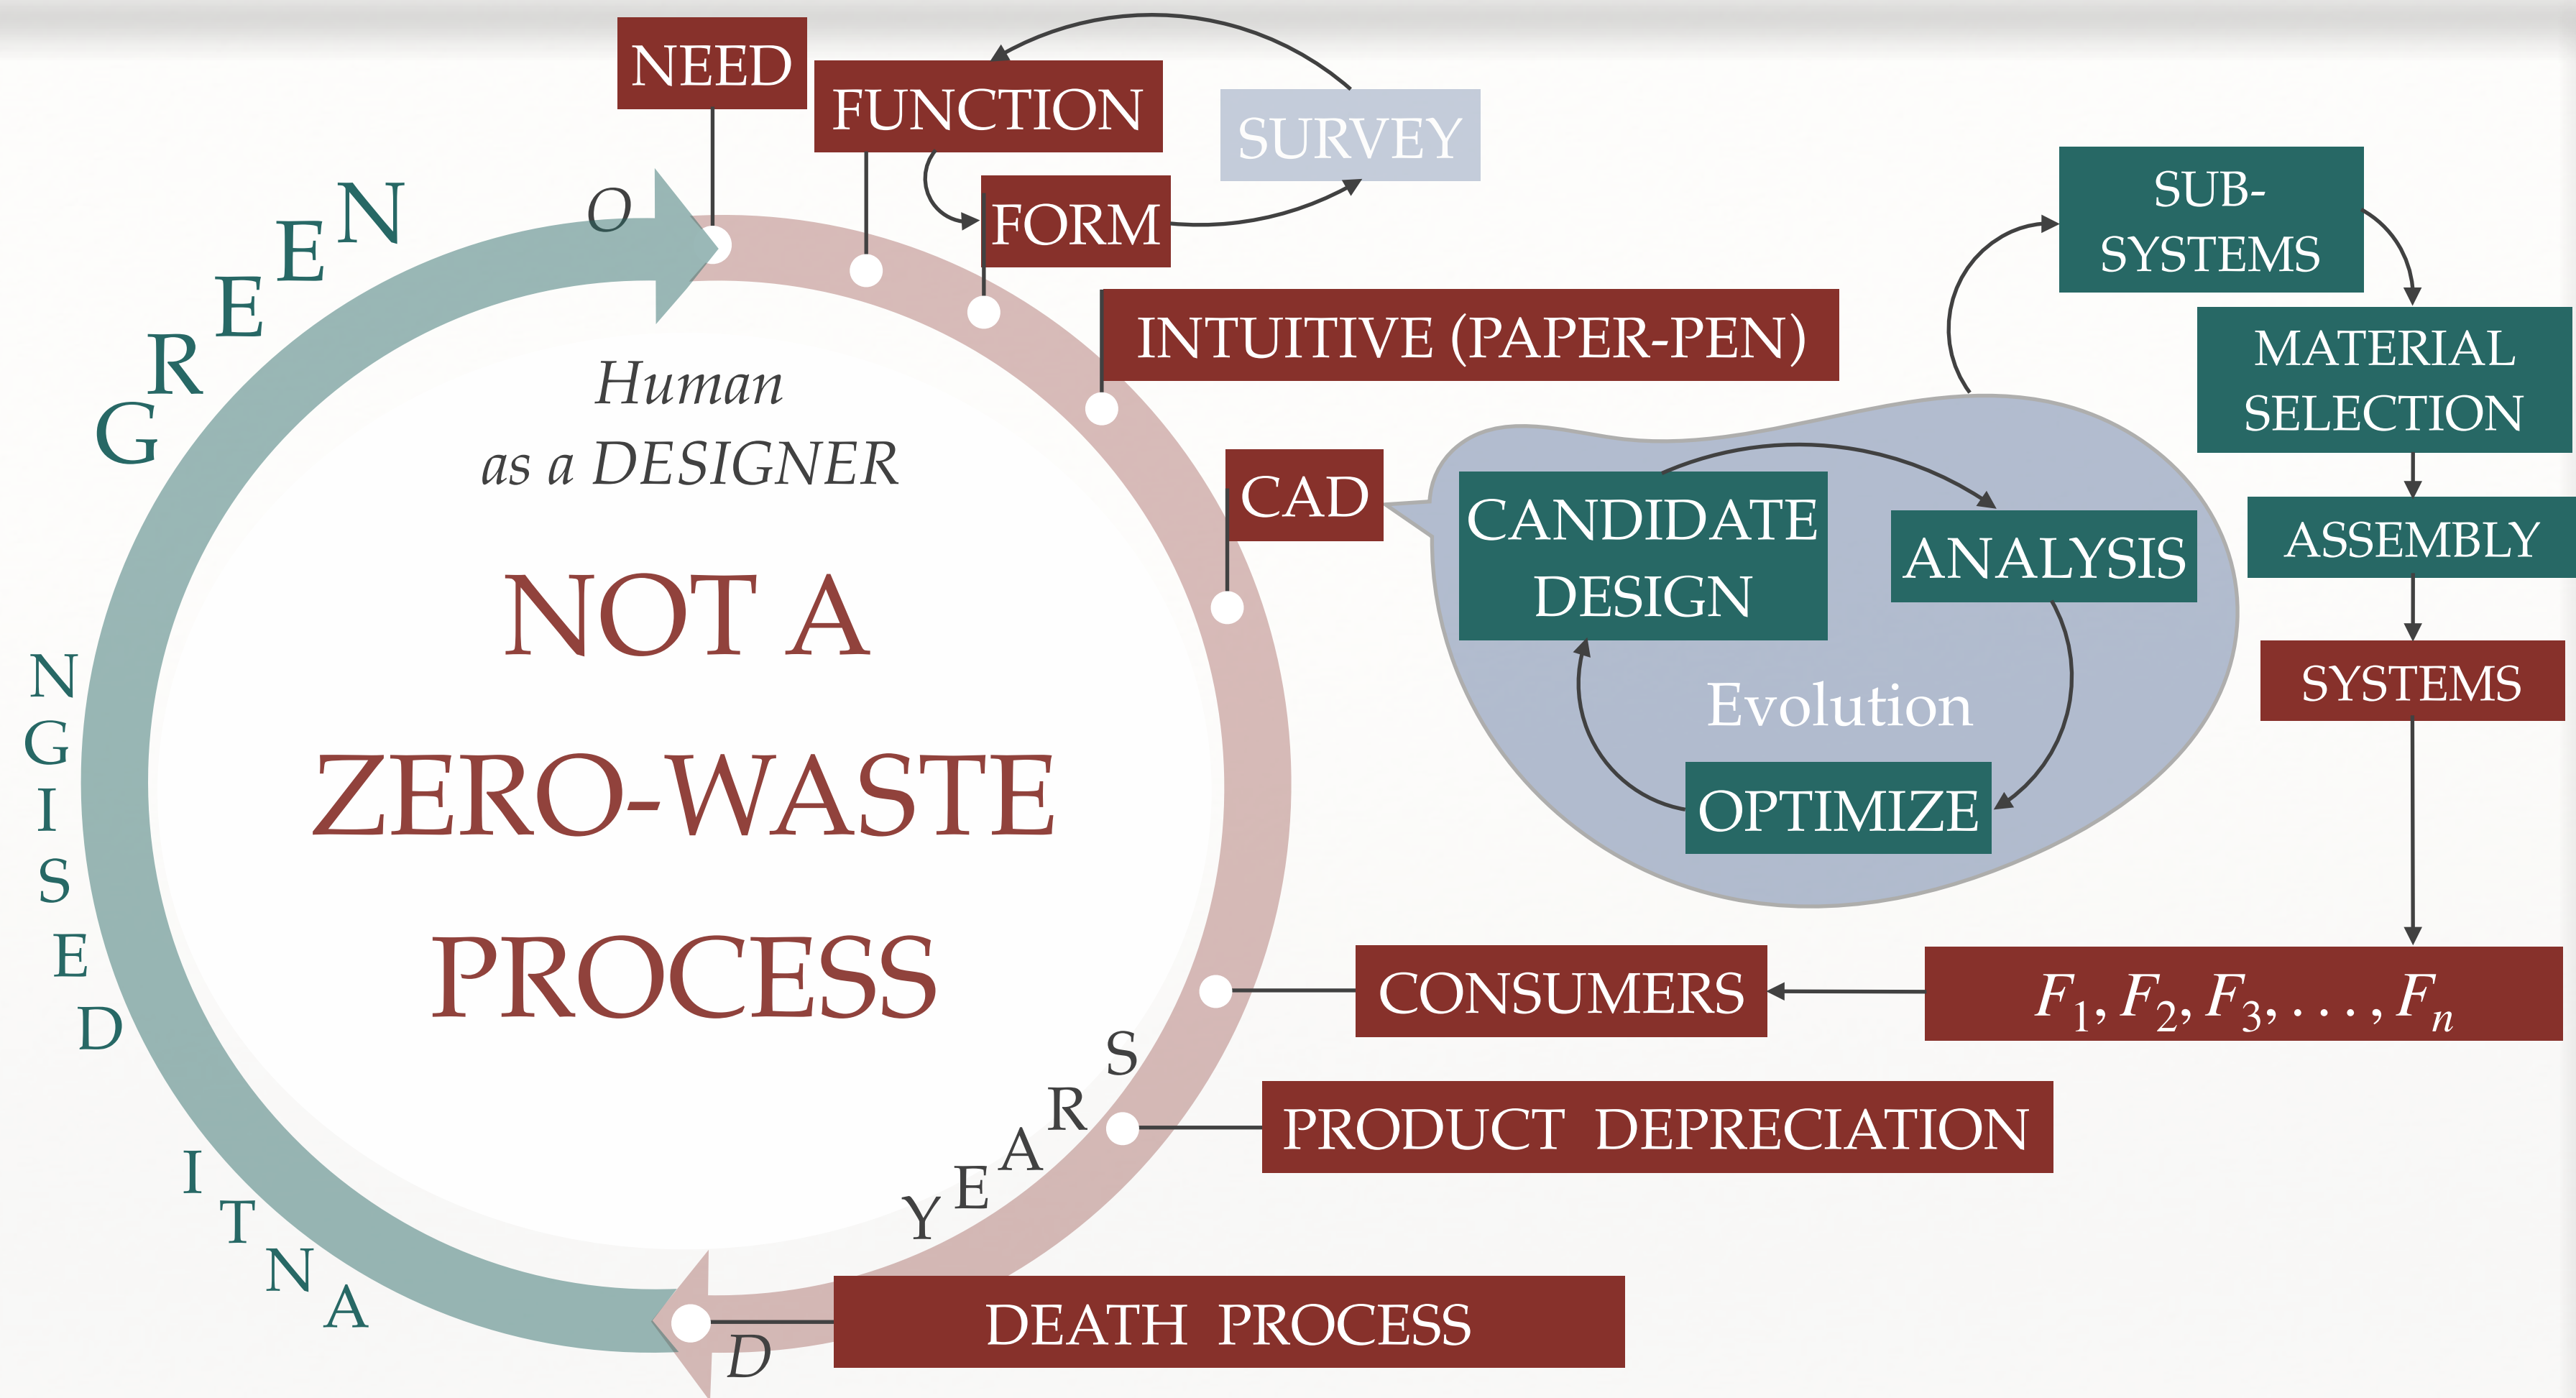 NEED
FUNCTION
SURVEY
FORM
INTUITIVE (PAPER-PEN)
CAD
CANDIDATE
DESIGN
ANALYSIS
Evolution
OPTIMIZE
SUB-
SYSTEMS
MATERIAL
SELECTION
ASSEMBLY
SYSTEMS
F1, F2, F3, . . . , Fn
CONSUMERS
PRODUCT DEPRECIATION
YEARS
DEATH PROCESS
D
ANTI
DESIGN
GREEN
O
Human
as a DESIGNER
NOT A
ZERO-WASTE
PROCESS